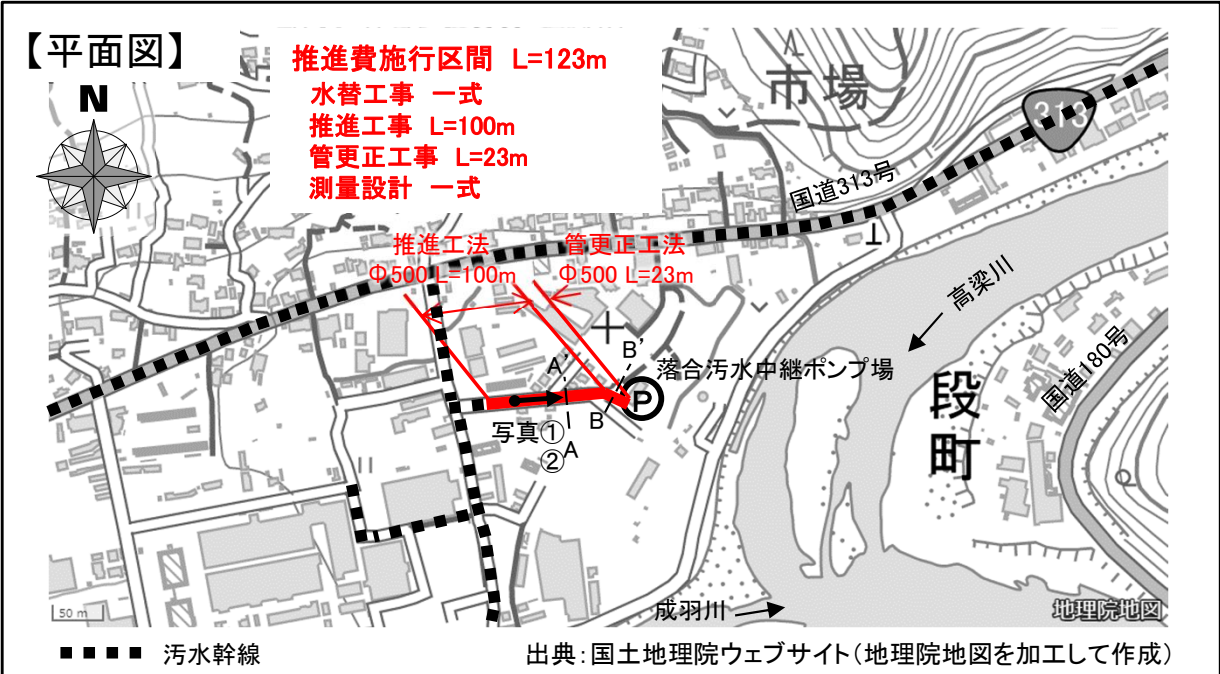 【平面図】
推進費施行区間 L=123m
水替工事 一式
推進工事 L=100m
管更正工事 L=23m
測量設計 一式
N
市場
313
国道313号
推進工法
Φ500 L=100m
管更正工法
Φ500 L=23m
高梁川
国道180号
段町
A'
B'
落合汚水中継ポンプ場
P
写真①
②
A
B
成羽川
50 m
地理院地図
汚水幹線
出典:国土地理院ウェブサイト(地理院地図を加工して作成)